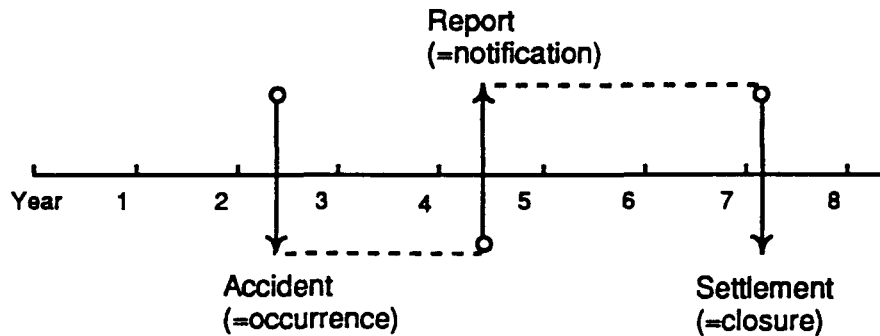 Report
(=notification)
Year 1 2 3 4 5 6 7 8
Accident
(=occurrence)
Settlement
(=closure)